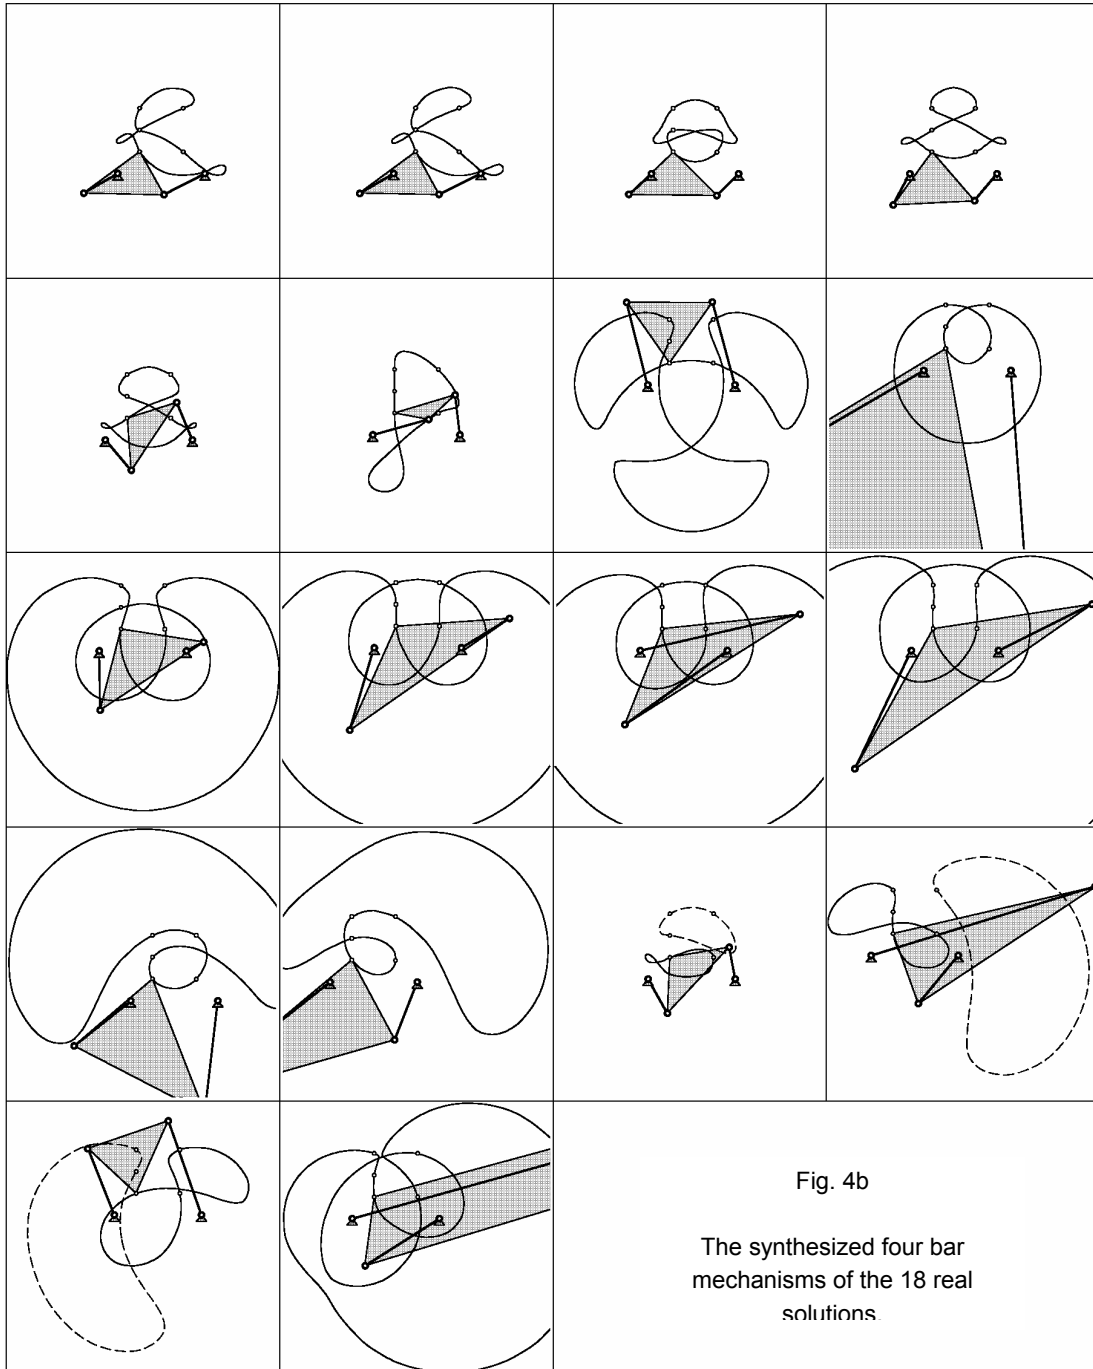 Fig. 4b
The synthesized four bar
mechanisms of the 18 real
solutions.